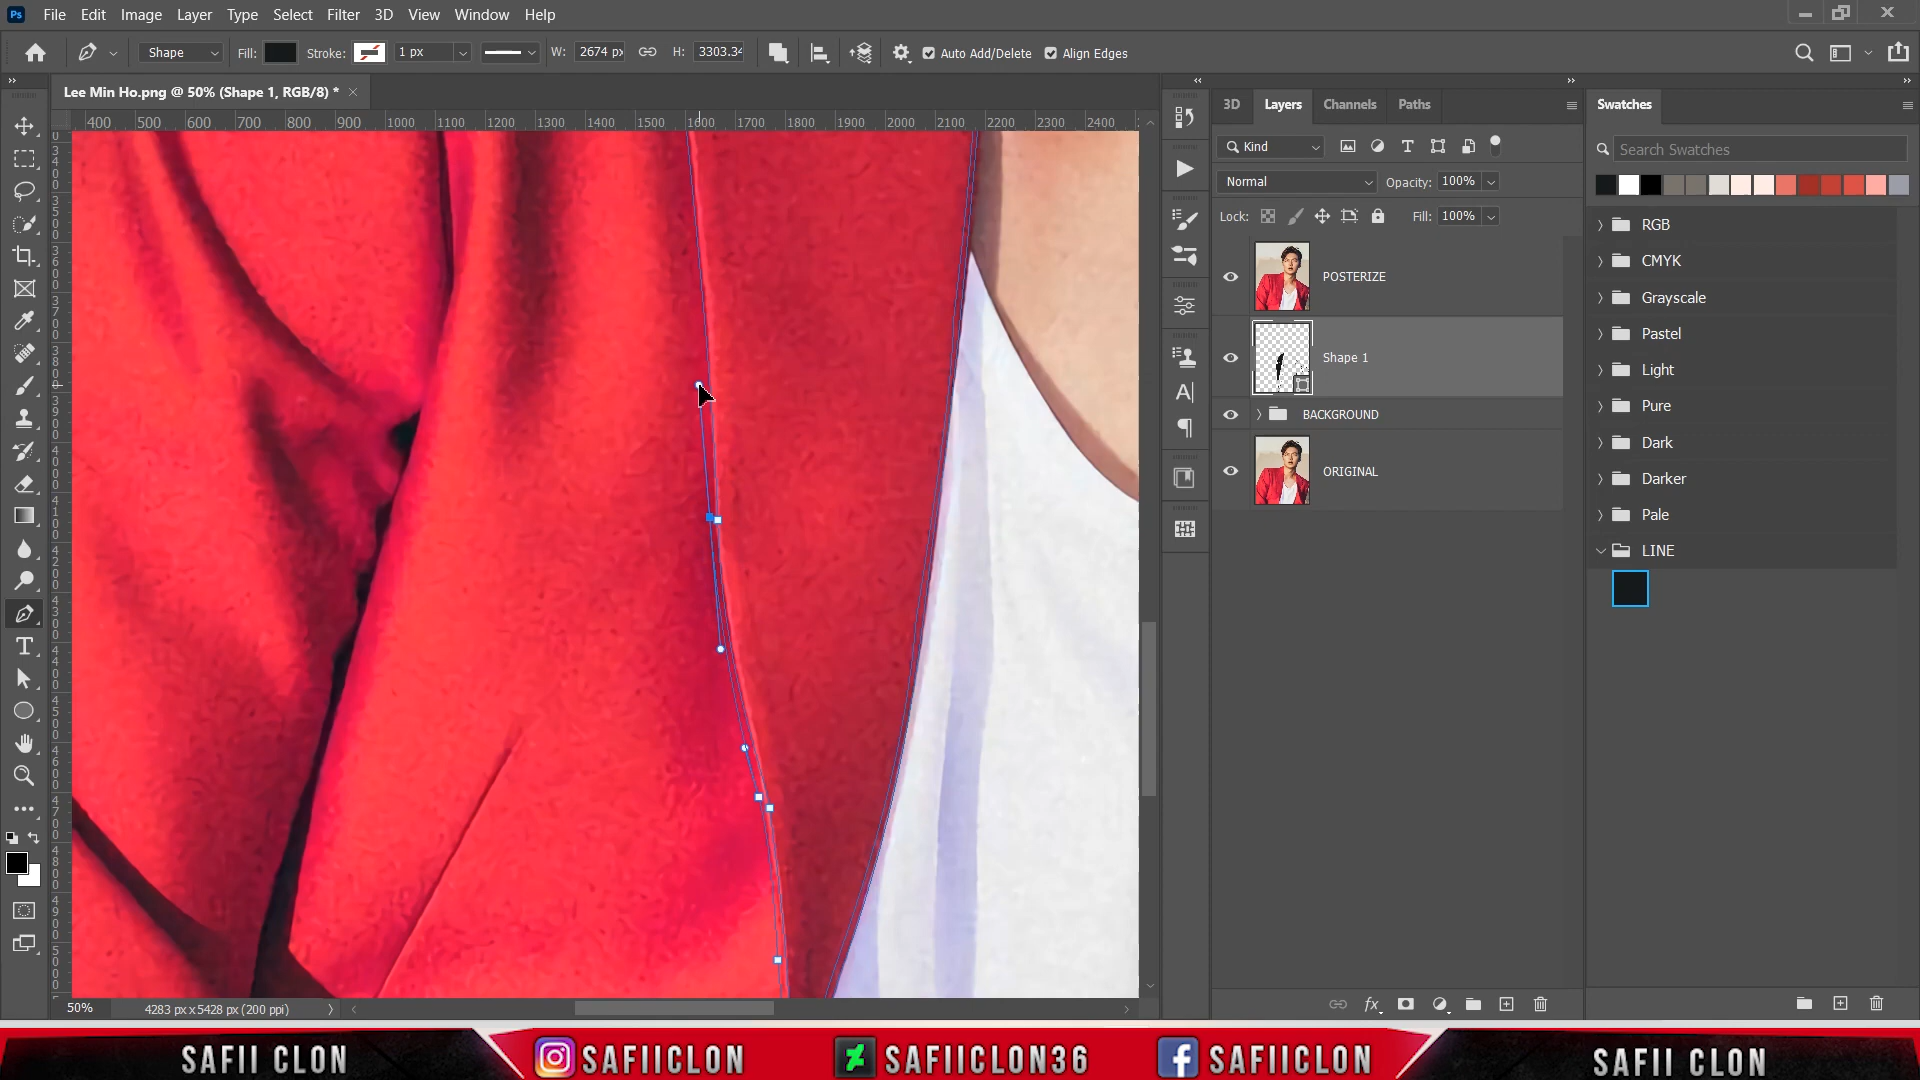 Ps File Edit Image Layer Type Select Filter 3D View Window Help
Shape Fill: Stroke: 1 px W: 2674 px H: 3303.34 Auto Add/Delete Align Edges
Lee Min Ho.png @ 50% (Shape 1, RGB/8) *
400 500 600 700 800 900 1000 1100 1200 1300 1400 1500 1600 1700 1800 1900 2000 2100 2200 2300 2400
3D Layers Channels Paths
Kind
Normal Opacity: 100%
Lock: Fill: 100%
POSTERIZE
Shape 1
BACKGROUND
ORIGINAL
fx
Swatches
Search Swatches
RGB
CMYK
Grayscale
Pastel
Light
Pure
Dark
Darker
Pale
LINE
50% 4283 px x 5428 px (200 ppi)
SAFII CLON SAFIICLON SAFIICLON36 SAFIICLON SAFII CLON